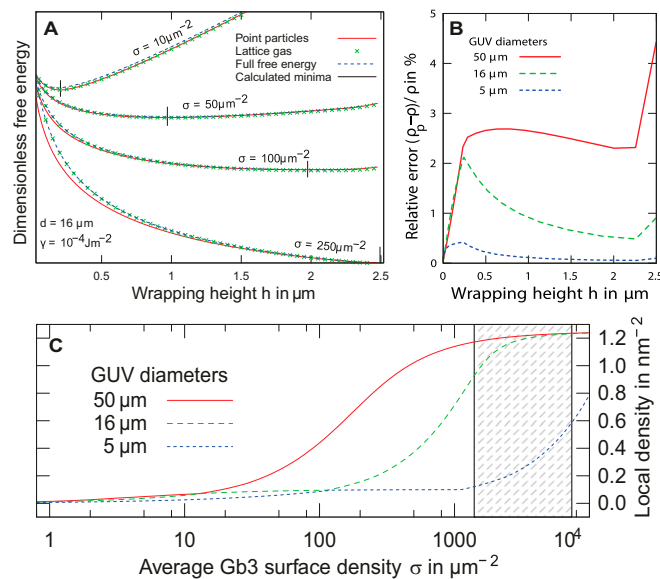 A
σ = 10μm⁻²
Point particles
Lattice gas
Full free energy
Calculated minima
σ = 50μm⁻²
σ = 100μm⁻²
σ = 250μm⁻²
d = 16 μm
γ = 10⁻⁴Jm⁻²
Dimensionless free energy
0.5 1 1.5 2 2.5
Wrapping height h in μm
B
GUV diameters
50 μm
16 μm
5 μm
Relative error (ρp–ρ)/ ρ in %
5
4
3
2
1
0
0 0.5 1 1.5 2 2.5
Wrapping height h in μm
C
GUV diameters
50 μm
16 μm
5 μm
1.2
1.0
0.8
0.6
0.4
0.2
0.0
Local density in nm⁻²
1 10 100 1000 10⁴
Average Gb3 surface density σ in μm⁻²